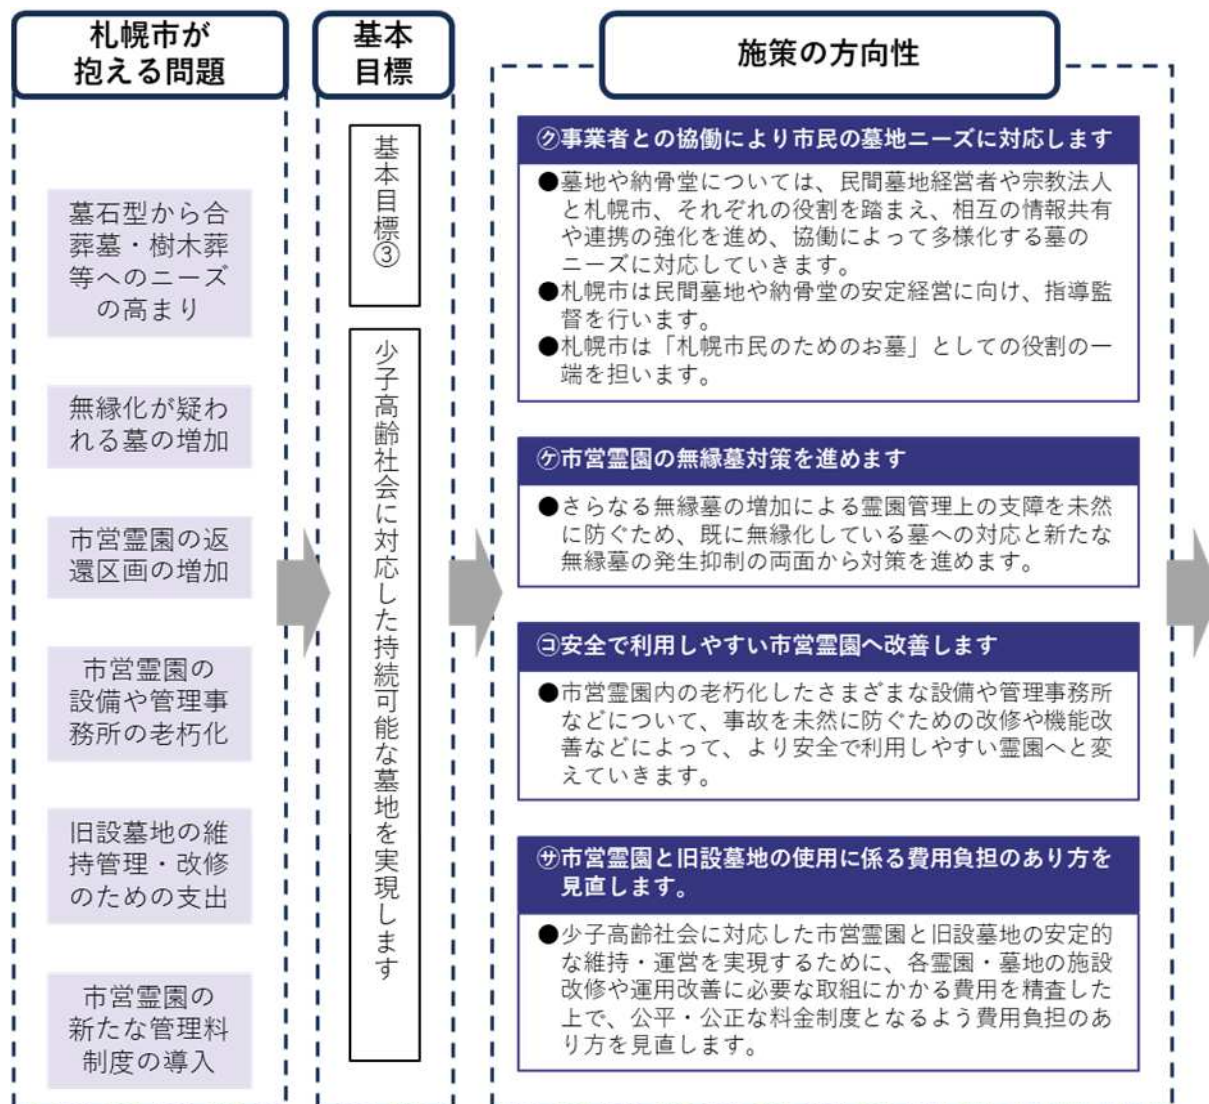 札幌市が
抱える問題
墓石型から合
葬墓・樹木葬
等へのニーズ
の高まり
無縁化が疑わ
れる墓の増加
市営霊園の返
還区画の増加
市営霊園の
設備や管理事
務所の老朽化
旧設墓地の維
持管理・改修
のための支出
市営霊園の
新たな管理料
制度の導入
基本
目標
基本目標③
少子高齢社会に対応した持続可能な墓地を実現します
施策の方向性
㋗事業者との協働により市民の墓地ニーズに対応します
●墓地や納骨堂については、民間墓地経営者や宗教法人
と札幌市、それぞれの役割を踏まえ、相互の情報共有
や連携の強化を進め、協働によって多様化する墓の
ニーズに対応していきます。
●札幌市は民間墓地や納骨堂の安定経営に向け、指導監
督を行います。
●札幌市は「札幌市民のためのお墓」としての役割の一
端を担います。
㋘市営霊園の無縁墓対策を進めます
●さらなる無縁墓の増加による霊園管理上の支障を未然
に防ぐため、既に無縁化している墓への対応と新たな
無縁墓の発生抑制の両面から対策を進めます。
㋙安全で利用しやすい市営霊園へ改善します
●市営霊園内の老朽化したさまざまな設備や管理事務所
などについて、事故を未然に防ぐための改修や機能改
善などによって、より安全で利用しやすい霊園へと変
えていきます。
㋚市営霊園と旧設墓地の使用に係る費用負担のあり方を
見直します。
●少子高齢社会に対応した市営霊園と旧設墓地の安定的
な維持・運営を実現するために、各霊園・墓地の施設
改修や運用改善に必要な取組にかかる費用を精査した
上で、公平・公正な料金制度となるよう費用負担のあ
り方を見直します。